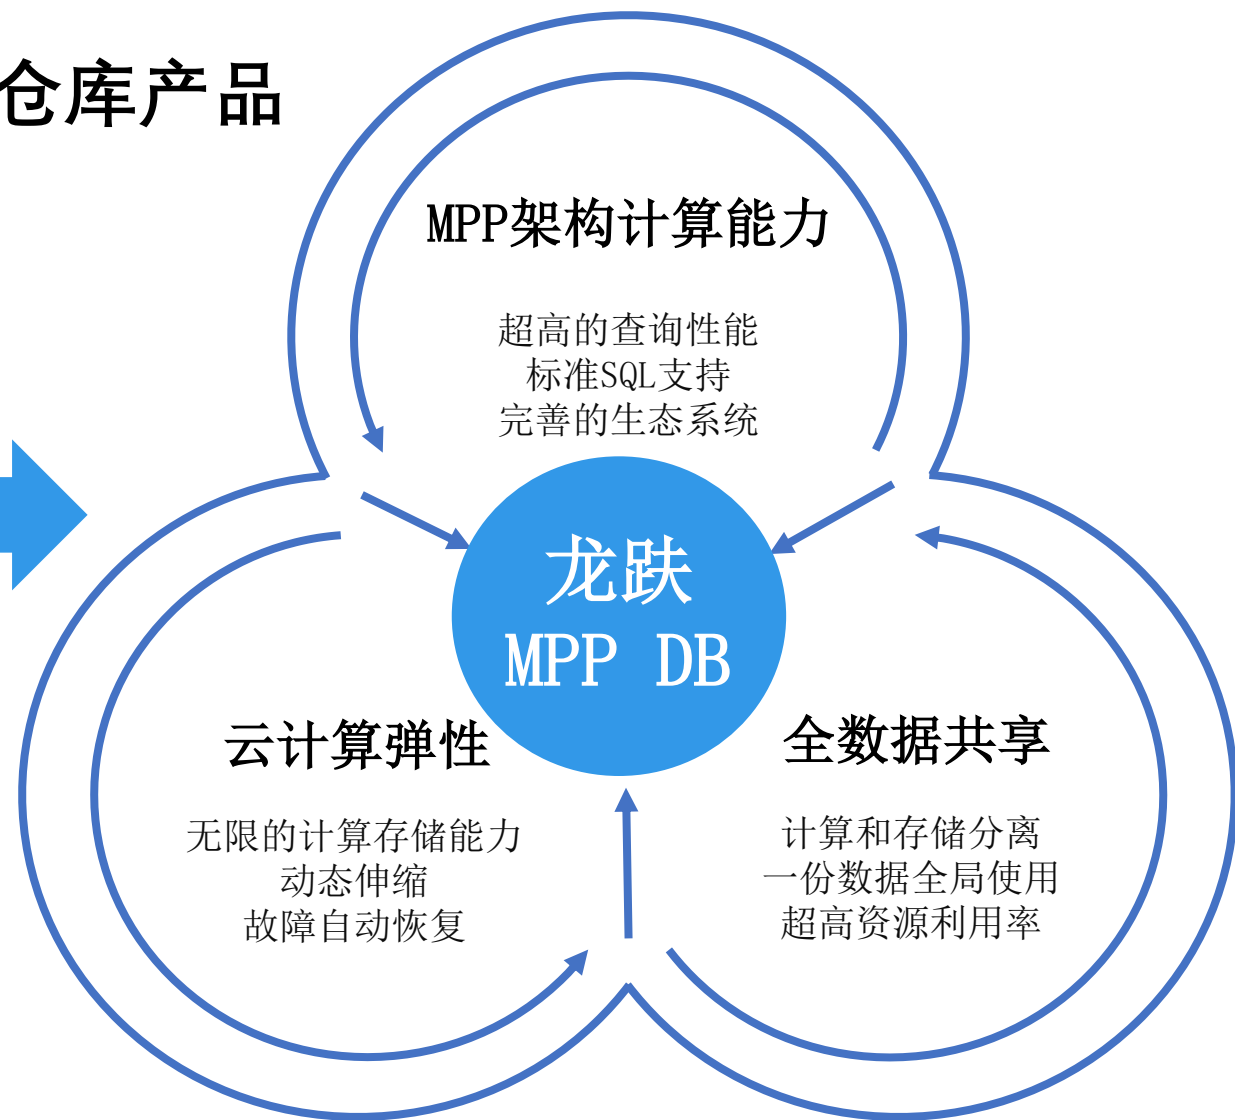 仓库产品
MPP架构计算能力
超高的查询性能
标准SQL支持
完善的生态系统
龙趺
MPP DB
云计算弹性
无限的计算存储能力
动态伸缩
故障自动恢复
全数据共享
计算和存储分离
一份数据全局使用
超高资源利用率